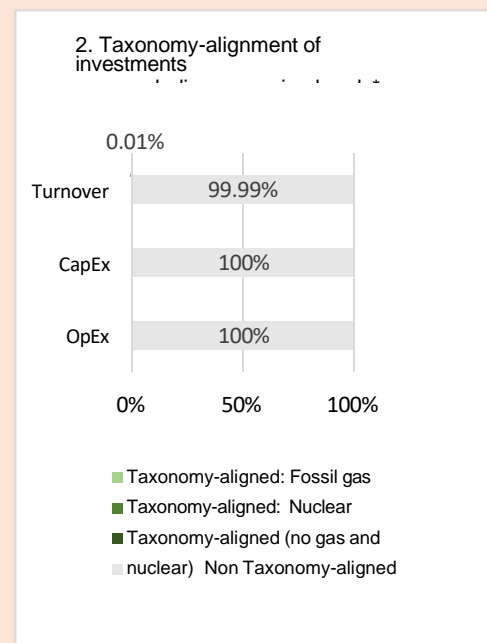 2. Taxonomy-alignment of
investments
0.01%
Turnover
99.99%
CapEx
100%
OpEx
100%
0% 50% 100%
Taxonomy-aligned: Fossil gas
Taxonomy-aligned: Nuclear
Taxonomy-aligned (no gas and
nuclear) Non Taxonomy-aligned